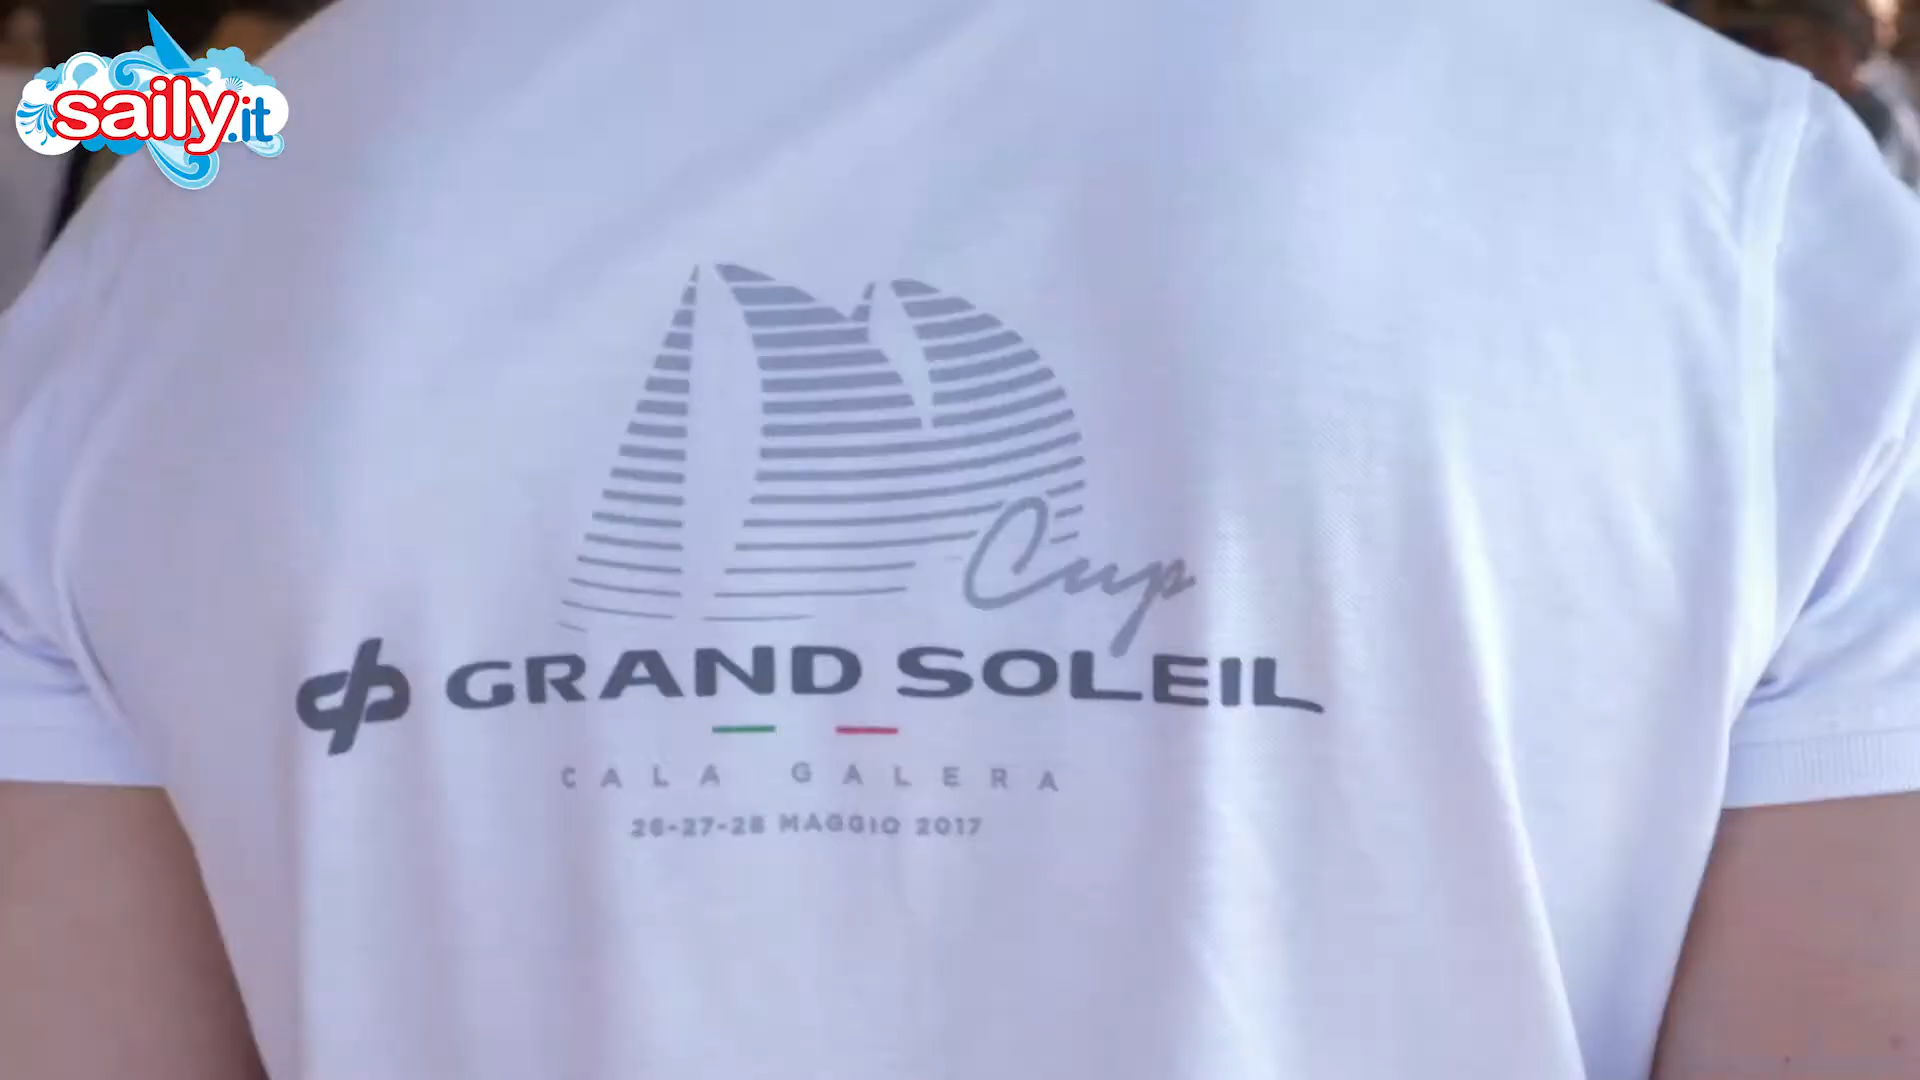 saily.it
Cup
GRAND SOLEIL
CALA GALERA
26-27-28 MAGGIO 2017